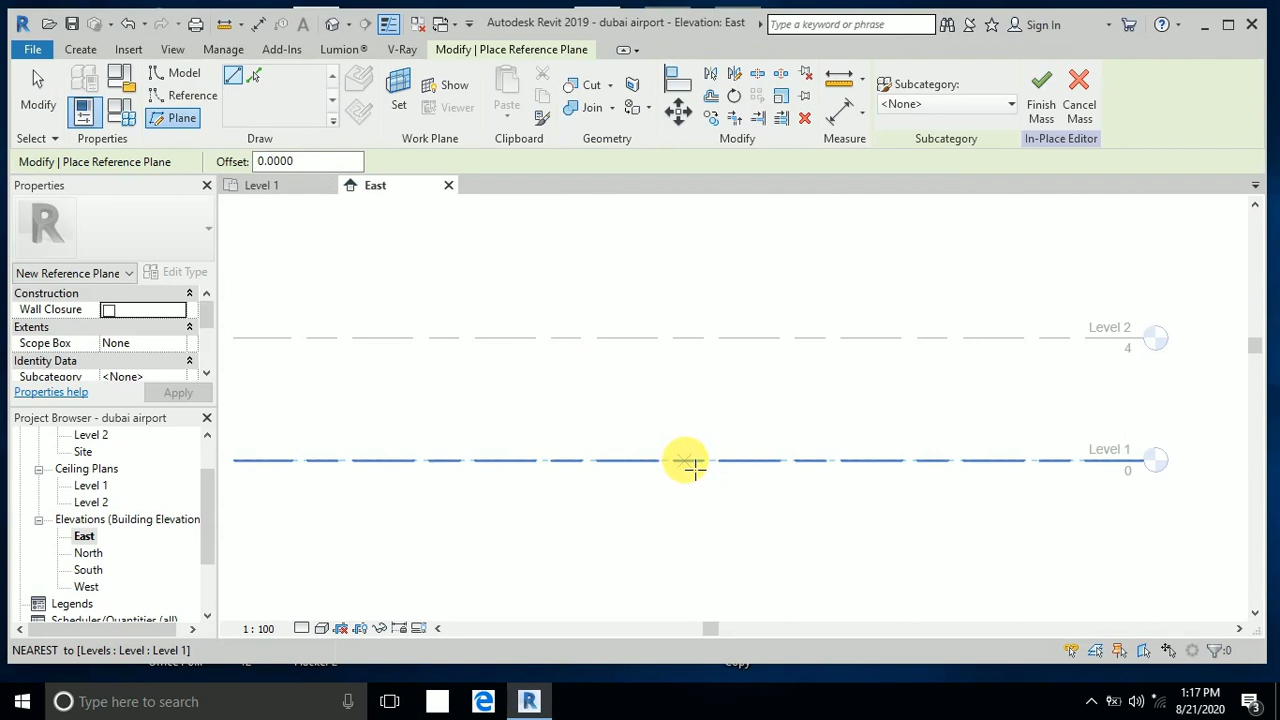 Autodesk Revit 2019 - dubai airport - Elevation: East
Type a keyword or phrase
Sign In
File
Create
Insert
View
Manage
Add-Ins
Lumion®
V-Ray
Modify | Place Reference Plane
Modify
Model
Reference
Plane
Set
Show
Viewer
Paste
Cut
Join
Subcategory:
<None>
Finish Mass
Cancel Mass
Select
Properties
Draw
Work Plane
Clipboard
Geometry
Modify
Measure
Subcategory
In-Place Editor
Modify | Place Reference Plane
Offset: 0.0000
Properties
Level 1
East
R
New Reference Plane
Edit Type
Construction
Wall Closure
Extents
Scope Box None
Identity Data
Subcategory <None>
Properties help
Apply
Level 2
4
Level 1
0
Project Browser - dubai airport
Level 2
Site
Ceiling Plans
Level 1
Level 2
Elevations (Building Elevation
East
North
South
West
Legends
Schedules/Quantities (all)
1 : 100
NEAREST to [Levels : Level : Level 1]
:0
Copy
Type here to search
R
1:17 PM
8/21/2020
3